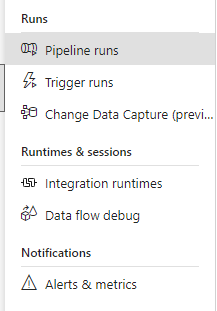 Runs
Pipeline runs
Trigger runs
Change Data Capture (previ...
Runtimes & sessions
Integration runtimes
Data flow debug
Notifications
Alerts & metrics